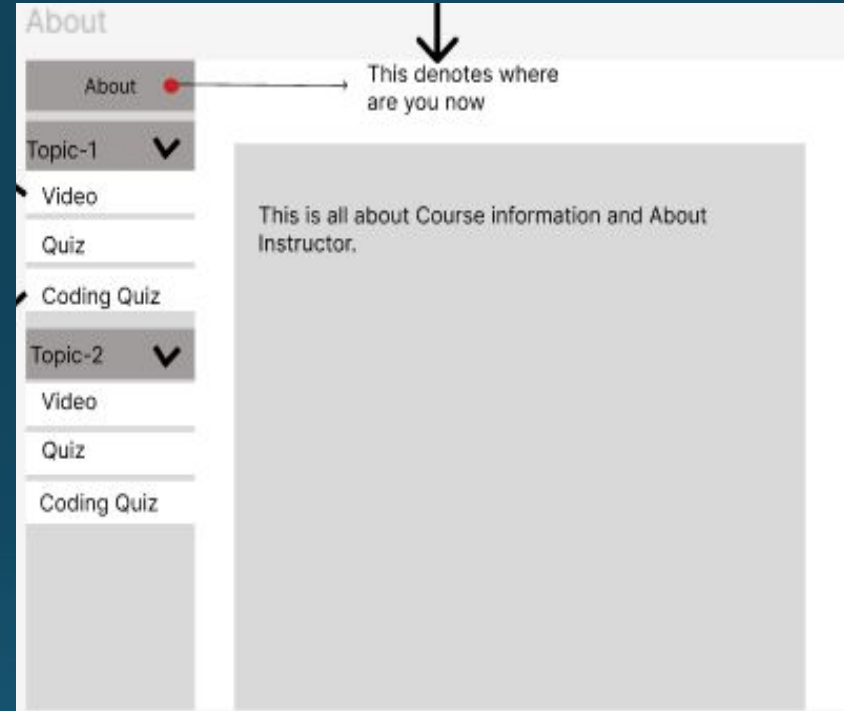 About
About
This denotes where
are you now
Topic-1
Video
Quiz
Coding Quiz
This is all about Course information and About
Instructor.
Topic-2
Video
Quiz
Coding Quiz